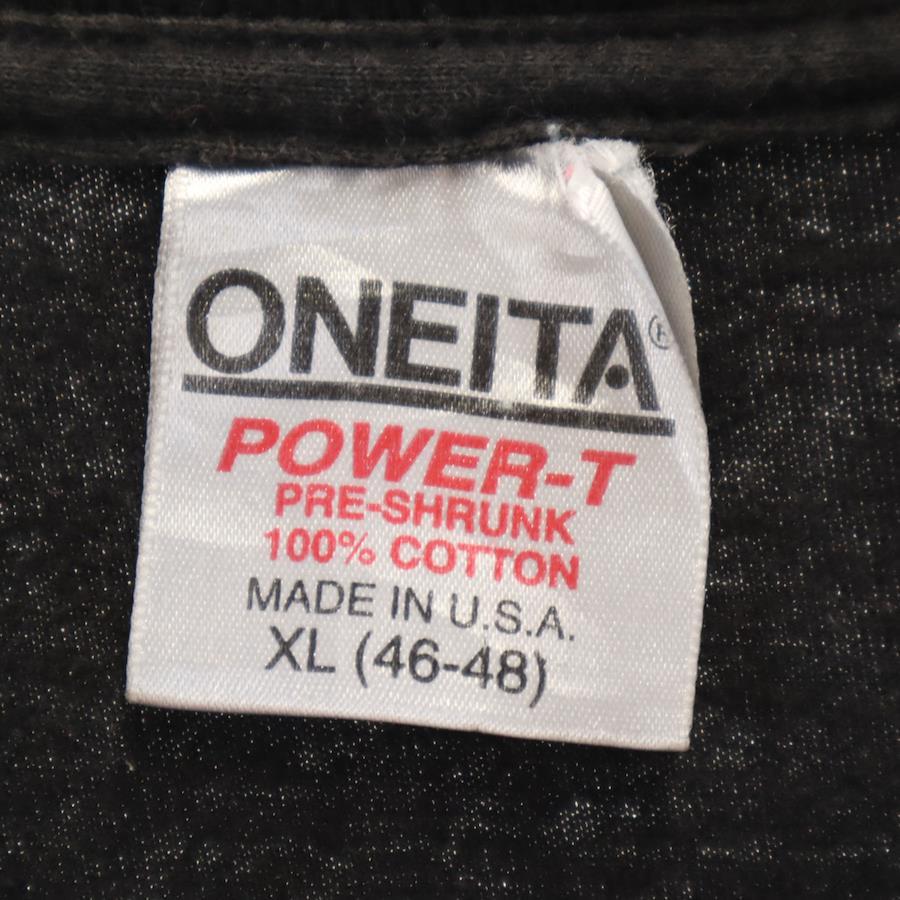 ONEITA®
POWER-T
PRE-SHRUNK
100% COTTON
MADE IN U.S.A.
XL (46-48)